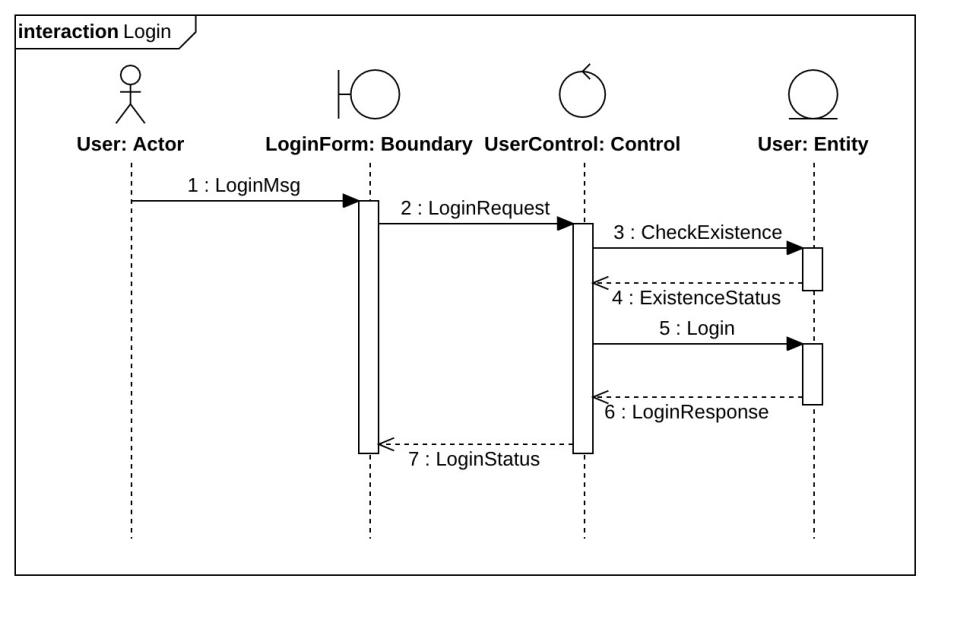 interaction Login
User: Actor
LoginForm: Boundary
UserControl: Control
User: Entity
1 : LoginMsg
2 : LoginRequest
3 : CheckExistence
4 : ExistenceStatus
5 : Login
6 : LoginResponse
7 : LoginStatus